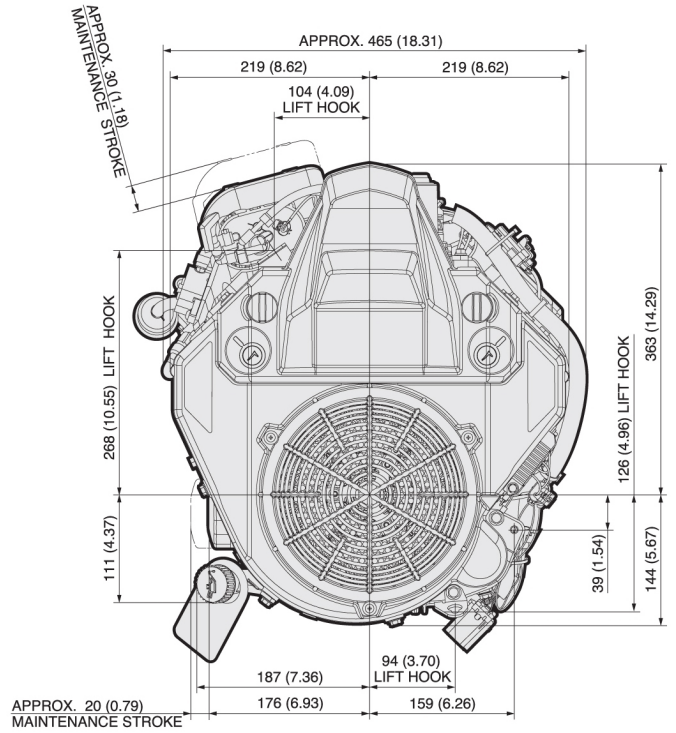 APPROX. 30 (1.18)
MAINTENANCE STROKE
APPROX. 465 (18.31)
219 (8.62)
219 (8.62)
104 (4.09)
LIFT HOOK
268 (10.55) LIFT HOOK
363 (14.29)
126 (4.96) LIFT HOOK
111 (4.37)
39 (1.54)
144 (5.67)
187 (7.36)
94 (3.70)
LIFT HOOK
APPROX. 20 (0.79)
MAINTENANCE STROKE
176 (6.93)
159 (6.26)